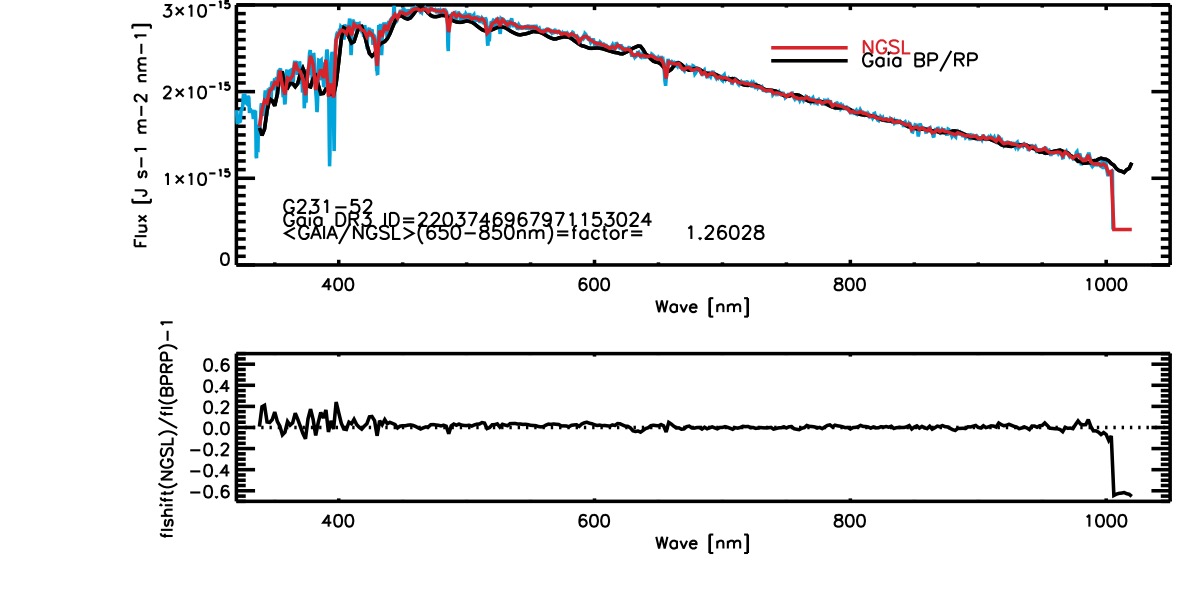 3×10−15
2×10−15
1×10−15
0
Flux [J s−1 m−2 nm−1]
NGSL
Gaia BP/RP
G231−52
Gaia DR3 ID=2203746967971153024
<GAIA/NGSL>(650−850nm)=factor= 1.26028
400 600 800 1000
Wave [nm]
flshift(NGSL)/fl(BPRP)−1
0.6
0.4
0.2
0.0
−0.2
−0.4
−0.6
400 600 800 1000
Wave [nm]